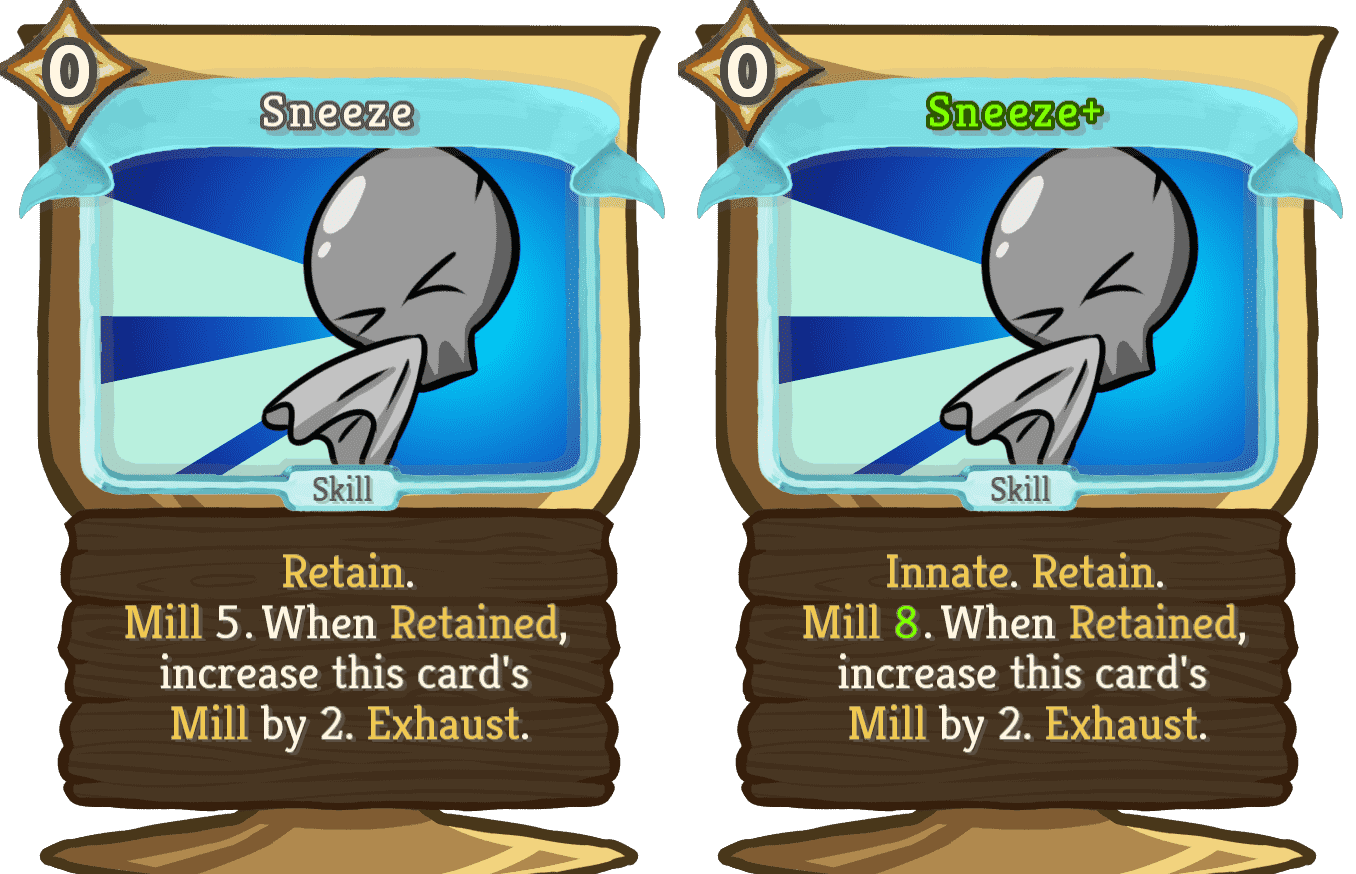 0
Sneeze
Skill
Retain.
Mill 5. When Retained,
increase this card's
Mill by 2. Exhaust.
0
Sneeze+
Skill
Innate. Retain.
Mill 8. When Retained,
increase this card's
Mill by 2. Exhaust.